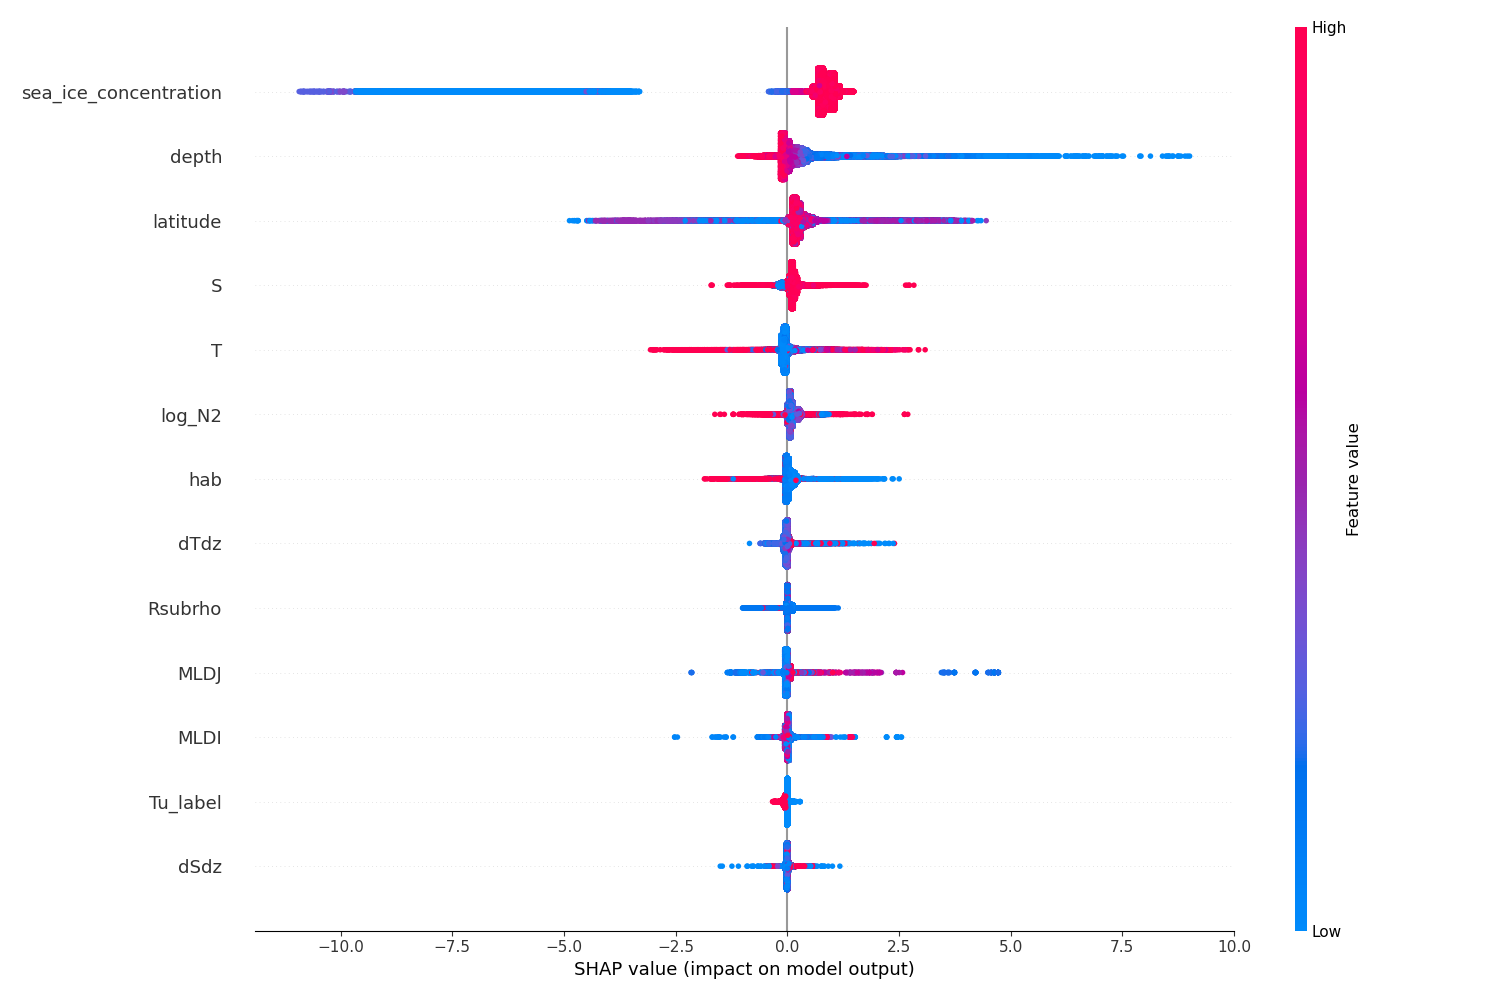 High
sea_ice_concentration
depth
latitude
S
T
log_N2
hab
dTdz
Rsubrho
MLDJ
MLDI
Tu_label
dSdz
Feature value
Low
−10.0 −7.5 −5.0 −2.5 0.0 2.5 5.0 7.5 10.0
SHAP value (impact on model output)